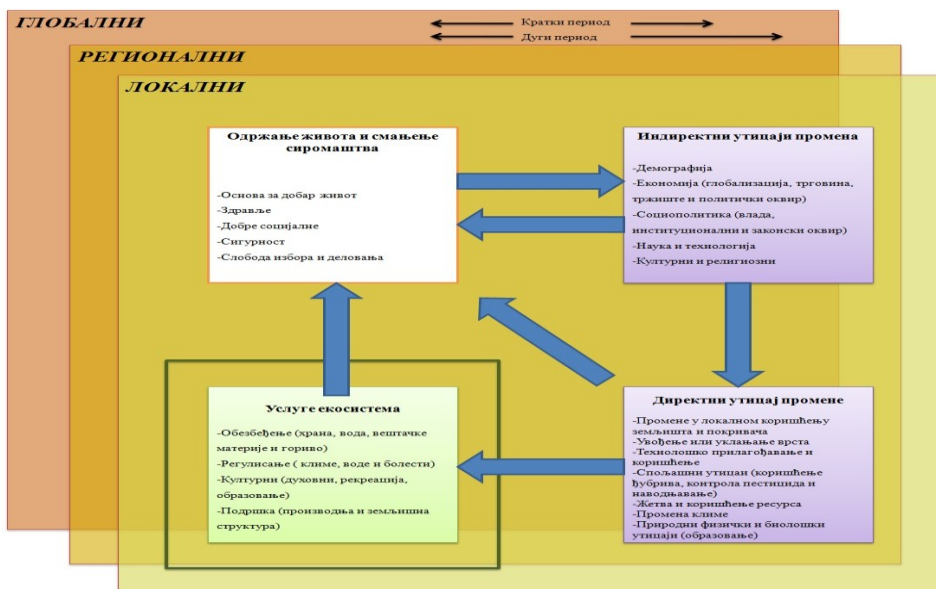 ГЛОБАЛНИ
Кратки период
Дуги период
РЕГИОНАЛНИ
ЛОКАЛНИ
Одржање живота и смањење
сиромаштва
-Основа за добар живот
-Здравље
-Добре социјалне
-Сигурност
-Слобода избора и деловања
Индиректни утицаји промена
-Демографија
-Економија (глобализација, трговина,
тржиште и политички оквир)
-Социополитика (влада,
институционални и законски оквир)
-Наука и технологија
-Културни и религиозни
Услуге екосистема
-Обезбеђење (храна, вода, вештачке
материје и гориво)
-Регулисање ( климе, воде и болести)
-Културни (духовни, рекреација,
образовање)
-Подршка (производња и земљишна
структура)
Директни утицај промене
-Промене у локалном коришћењу
земљишта и покривача
-Увођење или уклањање врста
-Технолошко прилагођавање и
коришћење
-Спољашни утицаи (коришћење
ђубрива, контрола пестицида и
наводњавање)
-Жетва и коришћење ресурса
-Промена климе
-Природни физички и биолошки
утицаји (образовање)